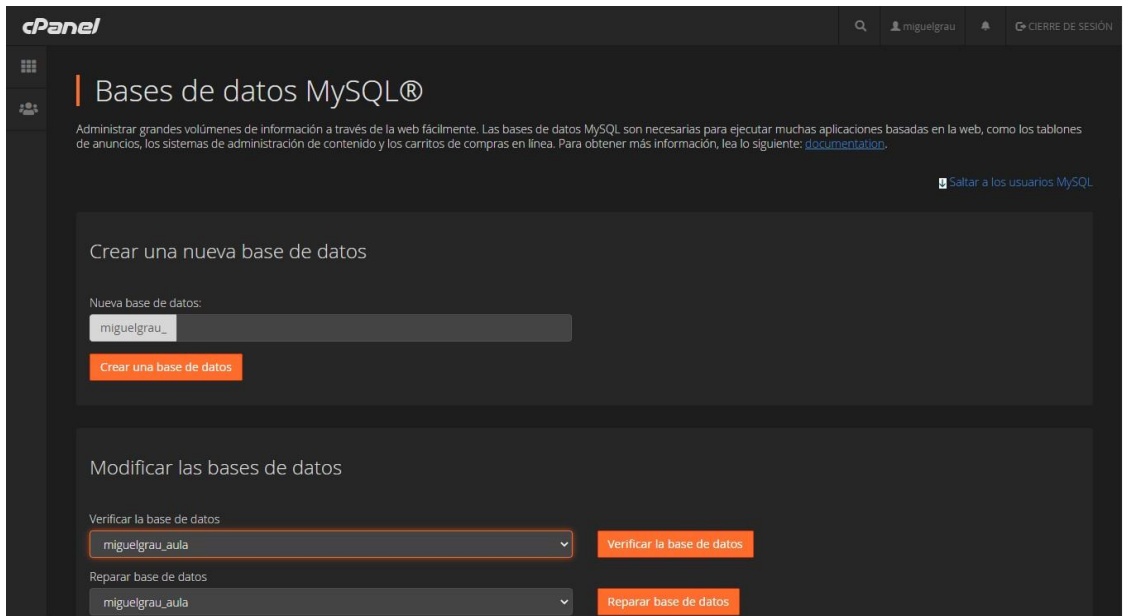 cPanel
miguelgrau
CIERRE DE SESIÓN
Bases de datos MySQL®
Administrar grandes volúmenes de información a través de la web fácilmente. Las bases de datos MySQL son necesarias para ejecutar muchas aplicaciones basadas en la web, como los tablones
de anuncios, los sistemas de administración de contenido y los carritos de compras en línea. Para obtener más información, lea lo siguiente: documentation.
Saltar a los usuarios MySQL
Crear una nueva base de datos
Nueva base de datos:
miguelgrau_
Crear una base de datos
Modificar las bases de datos
Verificar la base de datos
miguelgrau_aula
Verificar la base de datos
Reparar base de datos
miguelgrau_aula
Reparar base de datos